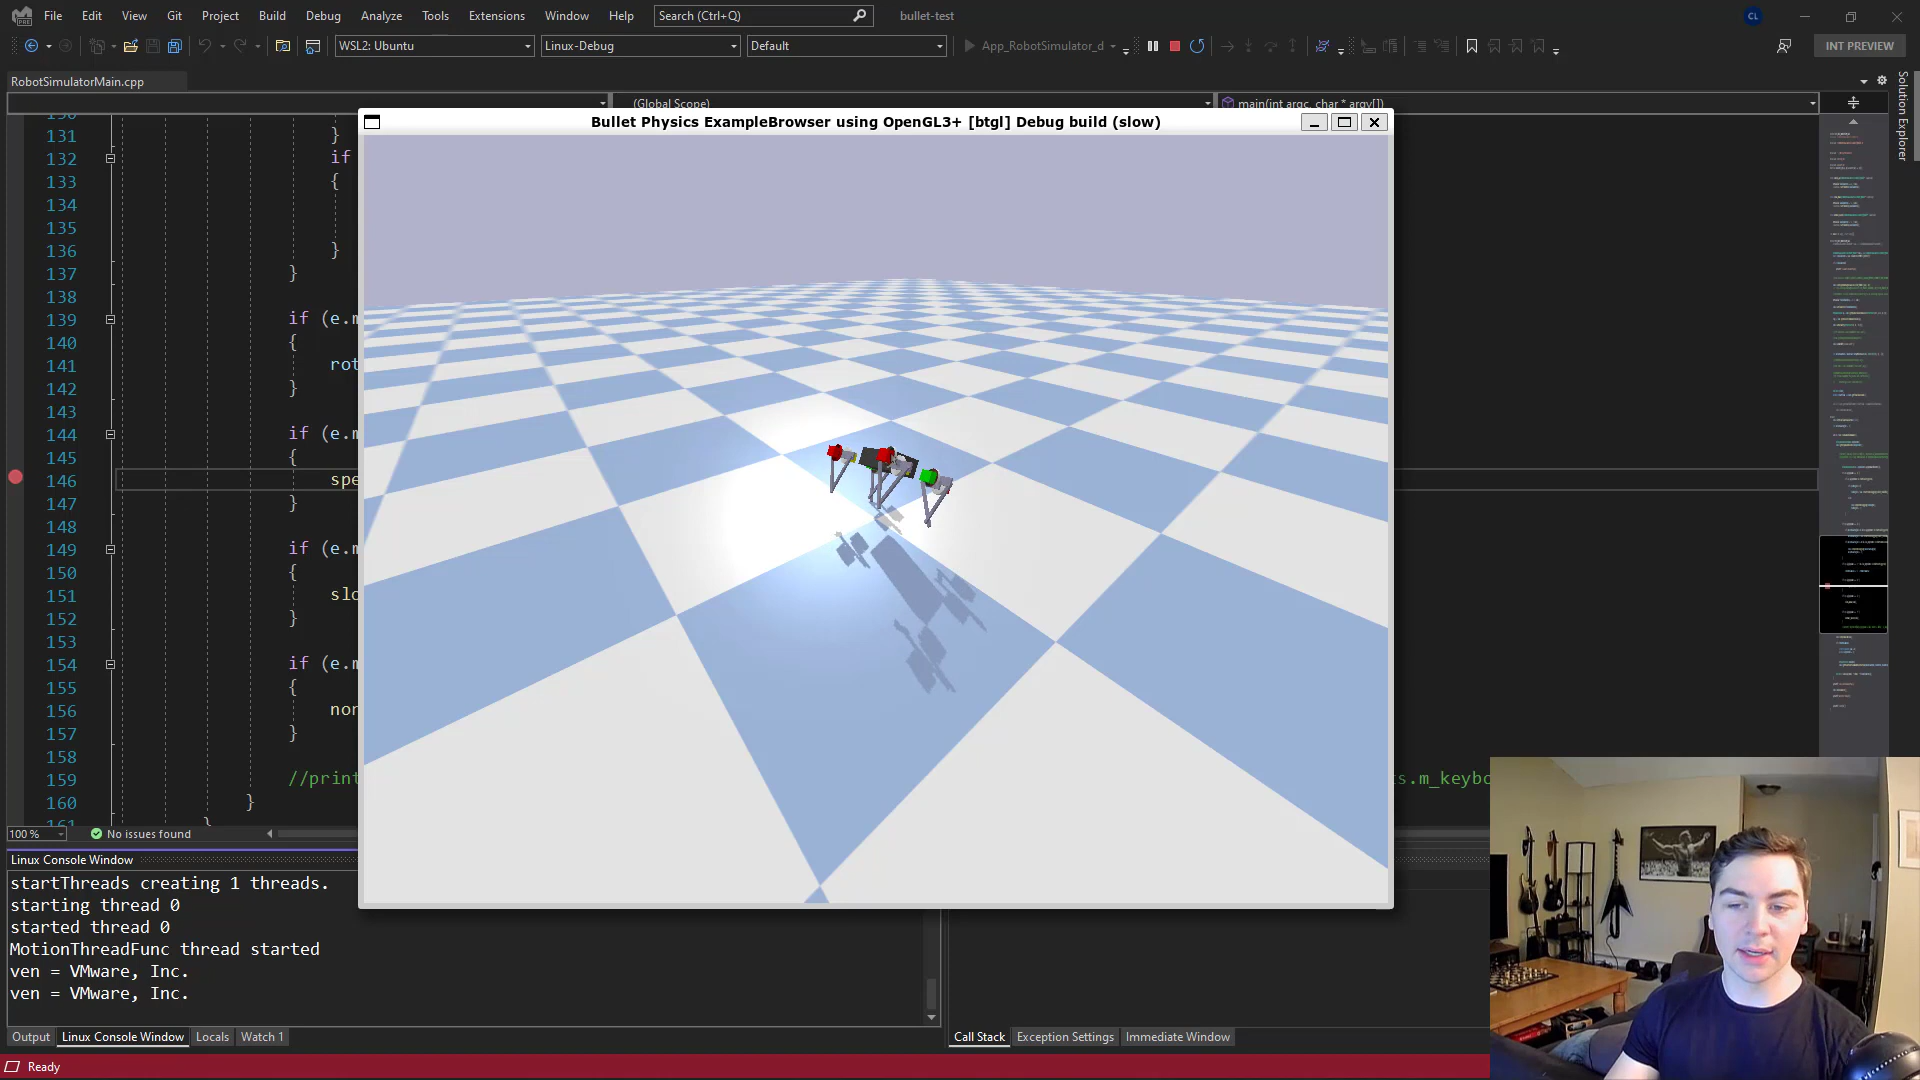 File Edit View Git Project Build Debug Analyze Tools Extensions Window Help Search (Ctrl+Q) bullet-test CL
WSL2: Ubuntu Linux-Debug Default App_RobotSimulator_d INT PREVIEW
RobotSimulatorMain.cpp
(Global Scope) main(int argc, char * argv[])
Solution Explorer
Bullet Physics ExampleBrowser using OpenGL3+ [btgl] Debug build (slow)
131 }
132 if
133 {
134
135
136 }
137 }
138
139 if (e.m
140 {
141 rot
142 }
143
144 if (e.m
145 {
146 spe
147 }
148
149 if (e.m
150 {
151 slo
152 }
153
154 if (e.m
155 {
156 nor
157 }
158
159 //print ts.m_keybo
160 }
161 }
100 % No issues found
Linux Console Window
startThreads creating 1 threads.
starting thread 0
started thread 0
MotionThreadFunc thread started
ven = VMware, Inc.
ven = VMware, Inc.
Output Linux Console Window Locals Watch 1 Call Stack Exception Settings Immediate Window
Ready